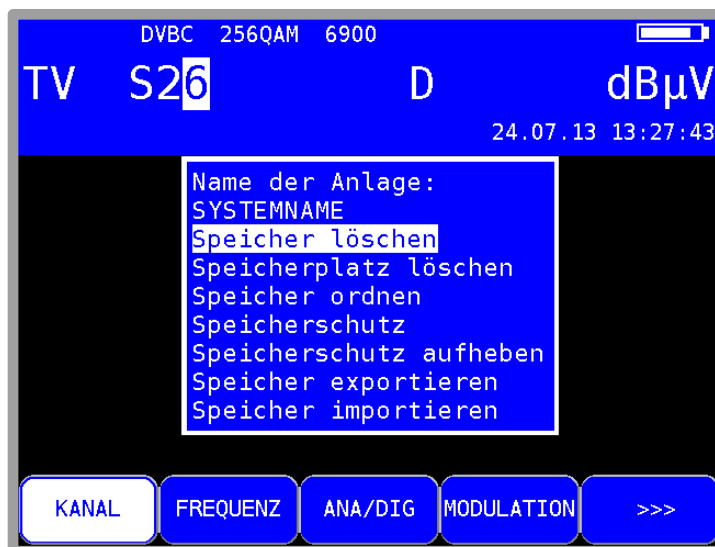 DVBC 256QAM 6900
TV S26 D dBµV
24.07.13 13:27:43
Name der Anlage:
SYSTEMNAME
Speicher löschen
Speicherplatz löschen
Speicher ordnen
Speicherschutz
Speicherschutz aufheben
Speicher exportieren
Speicher importieren
KANAL FREQUENZ ANA/DIG MODULATION >>>